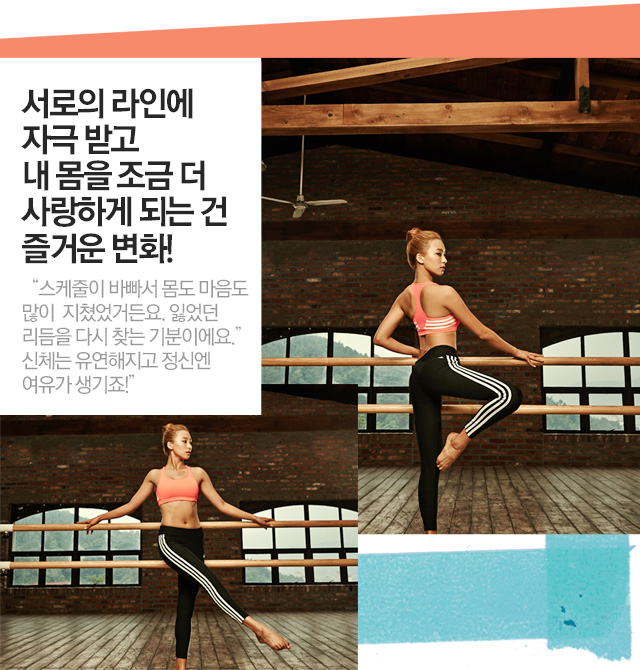 서로의 라인에
자극 받고
내 몸을 조금 더
사랑하게 되는 건
즐거운 변화!
“스케줄이 바빠서 몸도 마음도
많이 지쳤었거든요. 잃었던
리듬을 다시 찾는 기분이에요.”
신체는 유연해지고 정신엔
여유가 생기죠!”